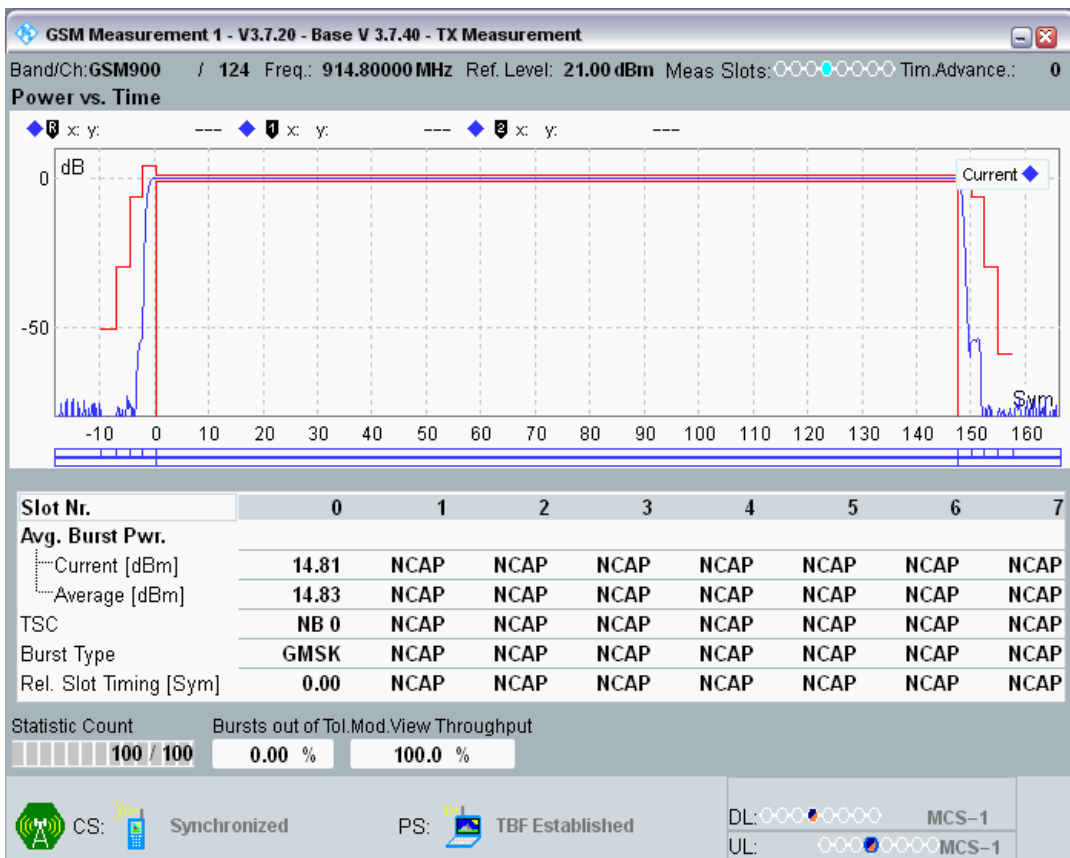 GSM Measurement 1 - V3.7.20 - Base V 3.7.40 - TX Measurement
Band/Ch:GSM900 / 124 Freq.: 914.80000 MHz Ref. Level: 21.00 dBm Meas Slots: Tim.Advance.: 0
Power vs. Time
R x: y: --- 1 x: y: --- 2 x: y: ---
dB
Current
0
-50
Sym
-10 0 10 20 30 40 50 60 70 80 90 100 110 120 130 140 150 160
Slot Nr. 0 1 2 3 4 5 6 7
Avg. Burst Pwr.
Current [dBm] 14.81 NCAP NCAP NCAP NCAP NCAP NCAP NCAP
Average [dBm] 14.83 NCAP NCAP NCAP NCAP NCAP NCAP NCAP
TSC NB 0 NCAP NCAP NCAP NCAP NCAP NCAP NCAP
Burst Type GMSK NCAP NCAP NCAP NCAP NCAP NCAP NCAP
Rel. Slot Timing [Sym] 0.00 NCAP NCAP NCAP NCAP NCAP NCAP NCAP
Statistic Count Bursts out of Tol.Mod.View Throughput
100 / 100 0.00 % 100.0 %
CS: Synchronized PS: TBF Established
DL: MCS-1
UL: MCS-1